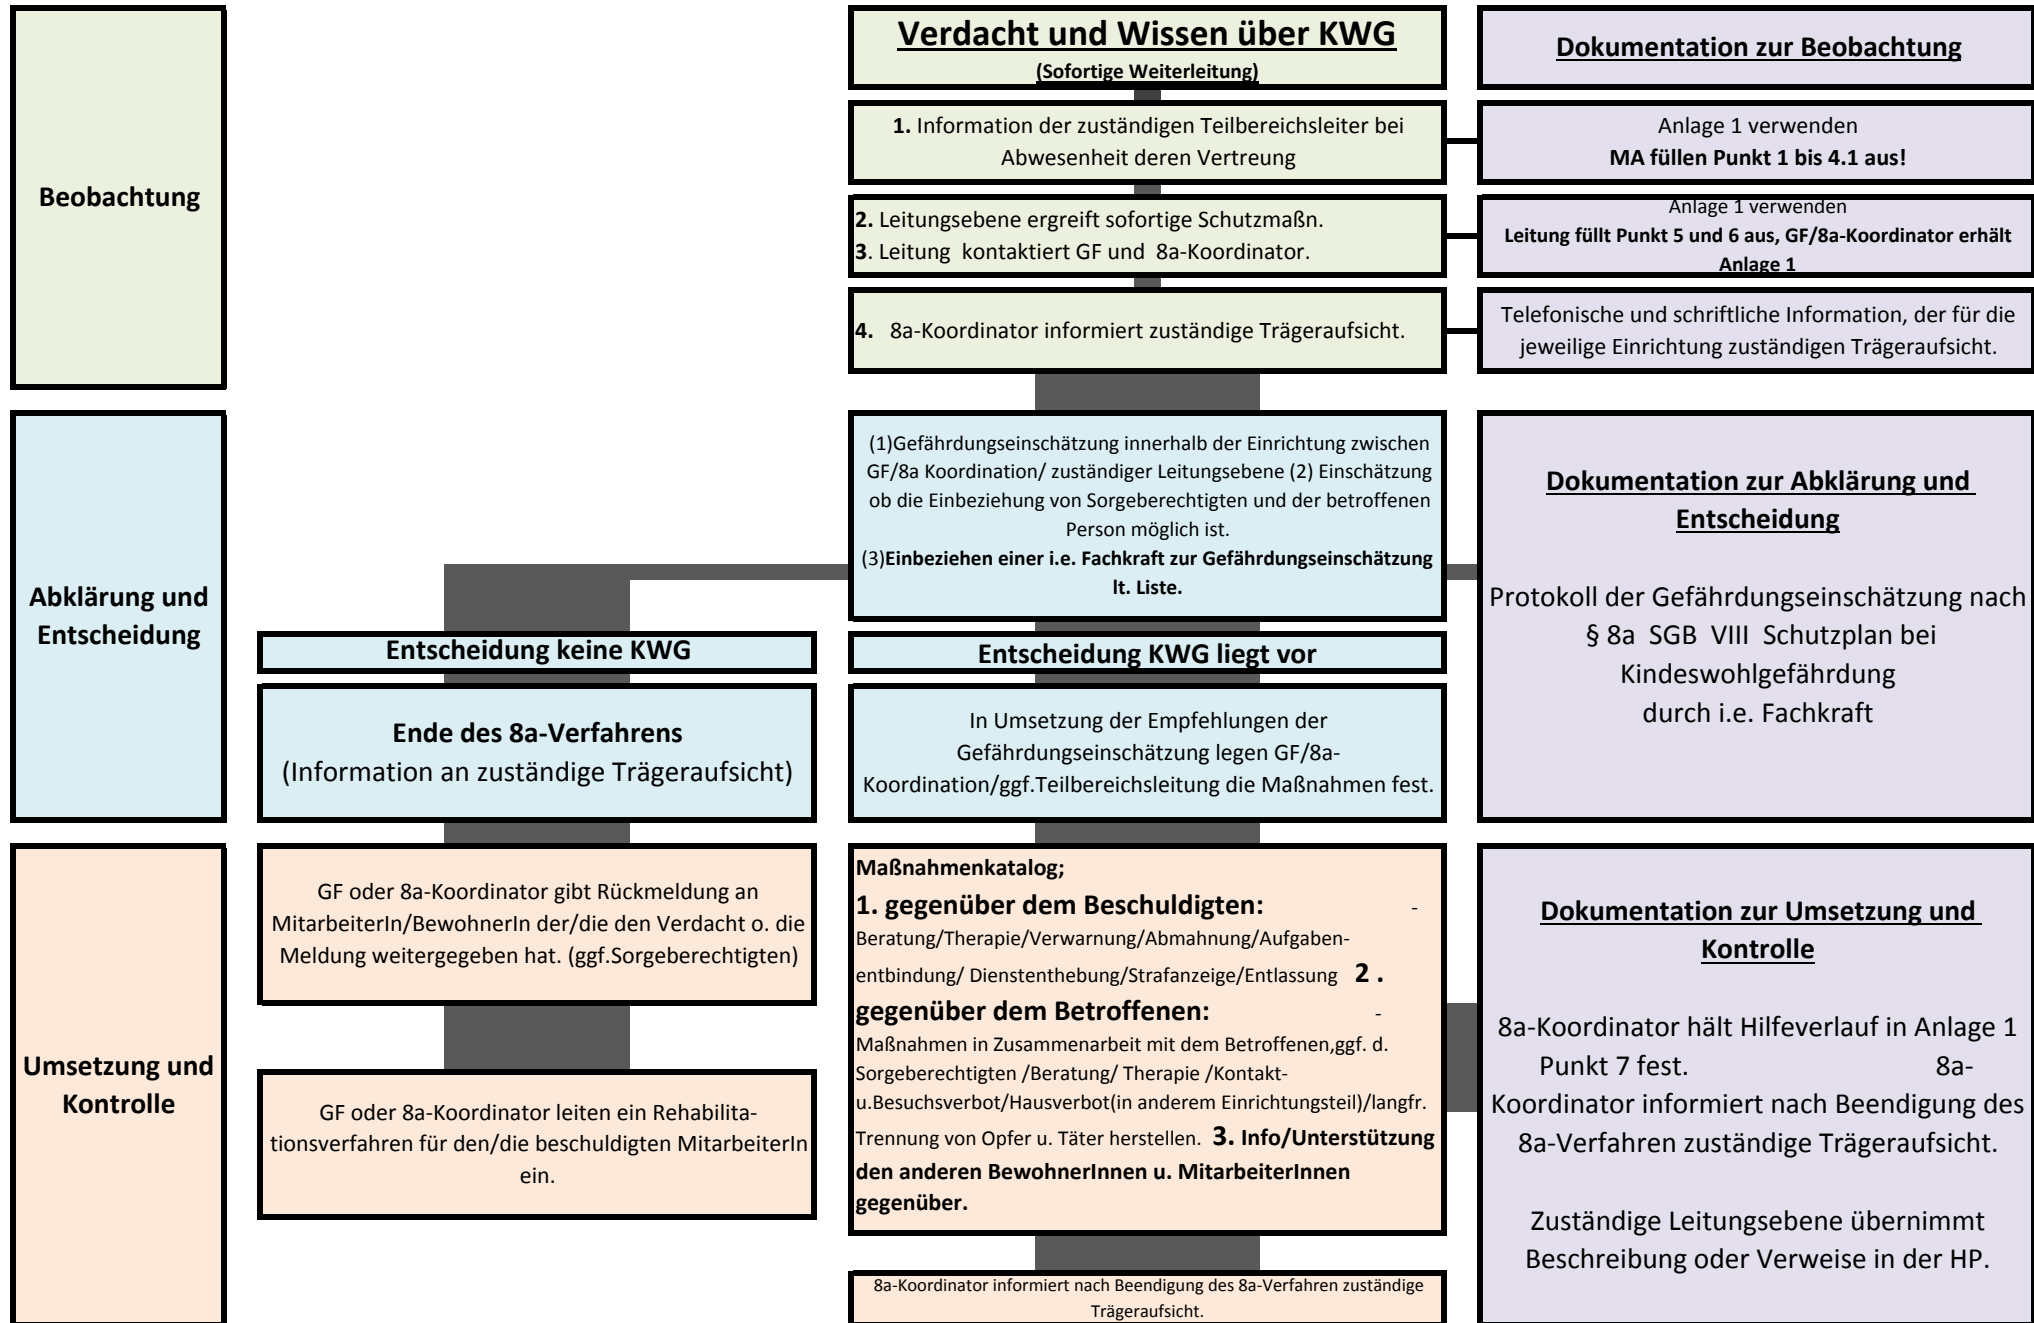 Verdacht und Wissen über KWG
(Sofortige Weiterleitung)
Dokumentation zur Beobachtung
Beobachtung
1. Information der zuständigen Teilbereichsleiter bei
Abwesenheit deren Vertreung
Anlage 1 verwenden
MA füllen Punkt 1 bis 4.1 aus!
2. Leitungsebene ergreift sofortige Schutzmaßn.
3. Leitung kontaktiert GF und 8a-Koordinator.
Anlage 1 verwenden
Leitung füllt Punkt 5 und 6 aus, GF/8a-Koordinator erhält
Anlage 1
4. 8a-Koordinator informiert zuständige Trägeraufsicht.
Telefonische und schriftliche Information, der für die
jeweilige Einrichtung zuständigen Trägeraufsicht.
Abklärung und
Entscheidung
(1)Gefährdungseinschätzung innerhalb der Einrichtung zwischen
GF/8a Koordination/ zuständiger Leitungsebene (2) Einschätzung
ob die Einbeziehung von Sorgeberechtigten und der betroffenen
Person möglich ist.
(3)Einbeziehen einer i.e. Fachkraft zur Gefährdungseinschätzung
lt. Liste.
Dokumentation zur Abklärung und
Entscheidung
Protokoll der Gefährdungseinschätzung nach
§ 8a SGB VIII Schutzplan bei
Kindeswohlgefährdung
durch i.e. Fachkraft
Entscheidung keine KWG
Entscheidung KWG liegt vor
Ende des 8a-Verfahrens
(Information an zuständige Trägeraufsicht)
In Umsetzung der Empfehlungen der
Gefährdungseinschätzung legen GF/8a-
Koordination/ggf.Teilbereichsleitung die Maßnahmen fest.
Umsetzung und
Kontrolle
GF oder 8a-Koordinator gibt Rückmeldung an
MitarbeiterIn/BewohnerIn der/die den Verdacht o. die
Meldung weitergegeben hat. (ggf.Sorgeberechtigten)
GF oder 8a-Koordinator leiten ein Rehabilita-
tionsverfahren für den/die beschuldigten MitarbeiterIn
ein.
Maßnahmenkatalog;
1. gegenüber dem Beschuldigten: -
Beratung/Therapie/Verwarnung/Abmahnung/Aufgaben-
entbindung/ Dienstenthebung/Strafanzeige/Entlassung 2 .
gegenüber dem Betroffenen: -
Maßnahmen in Zusammenarbeit mit dem Betroffenen,ggf. d.
Sorgeberechtigten /Beratung/ Therapie /Kontakt-
u.Besuchsverbot/Hausverbot(in anderem Einrichtungsteil)/langfr.
Trennung von Opfer u. Täter herstellen. 3. Info/Unterstützung
den anderen BewohnerInnen u. MitarbeiterInnen
gegenüber.
8a-Koordinator informiert nach Beendigung des 8a-Verfahren zuständige
Trägeraufsicht.
Dokumentation zur Umsetzung und
Kontrolle
8a-Koordinator hält Hilfeverlauf in Anlage 1
Punkt 7 fest. 8a-
Koordinator informiert nach Beendigung des
8a-Verfahren zuständige Trägeraufsicht.
Zuständige Leitungsebene übernimmt
Beschreibung oder Verweise in der HP.